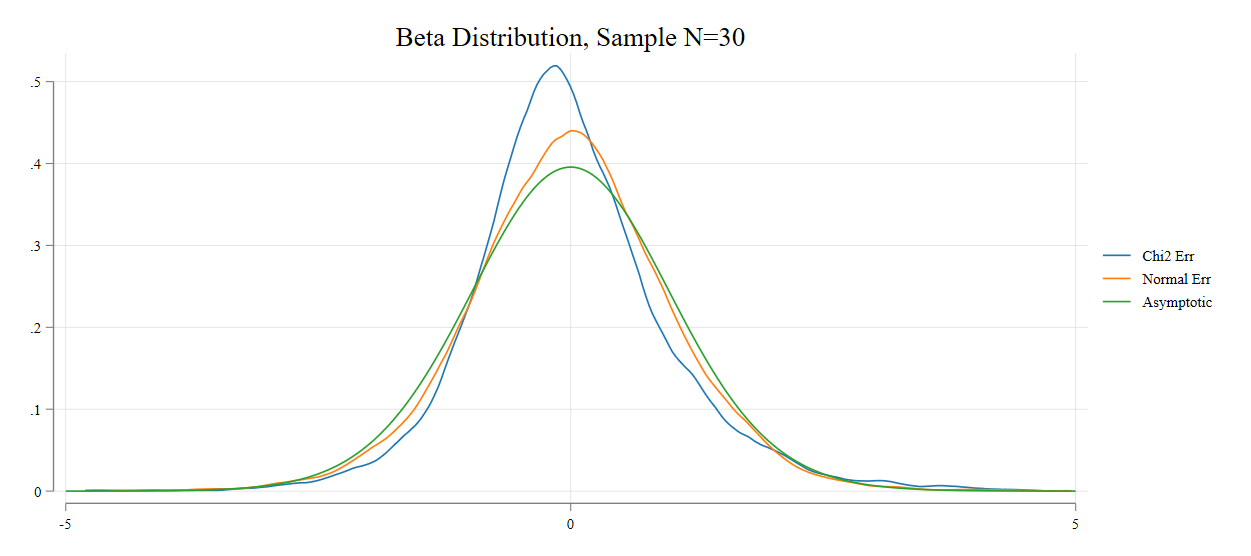 Beta Distribution, Sample N=30
.5
.4
.3
.2
.1
0
-5
0
5
Chi2 Err
Normal Err
Asymptotic